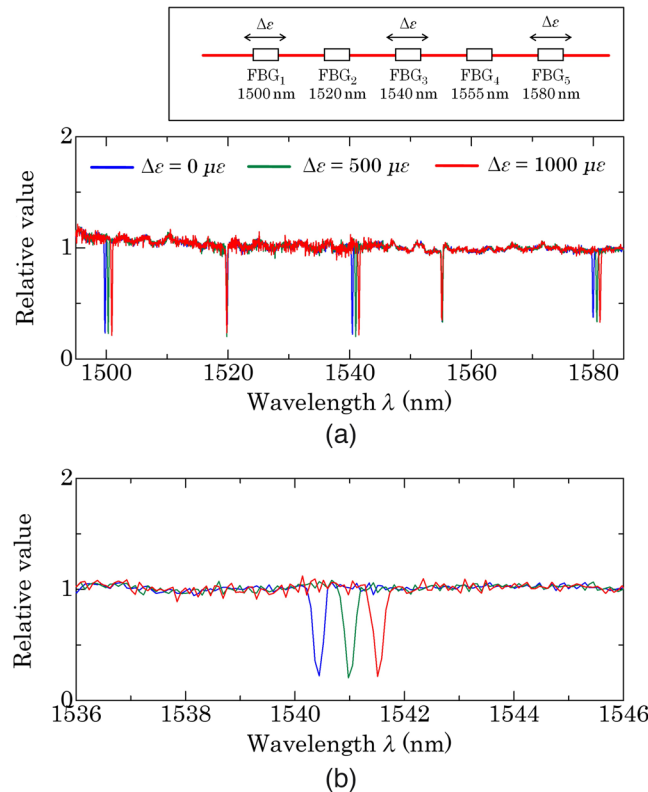 Δε Δε Δε
FBG₁ FBG₂ FBG₃ FBG₄ FBG₅
1500 nm 1520 nm 1540 nm 1555 nm 1580 nm
2
Δε = 0 με Δε = 500 με Δε = 1000 με
Relative value
1
0
1500 1520 1540 1560 1580
Wavelength λ (nm)
(a)
2
Relative value
1
0
1536 1538 1540 1542 1544 1546
Wavelength λ (nm)
(b)